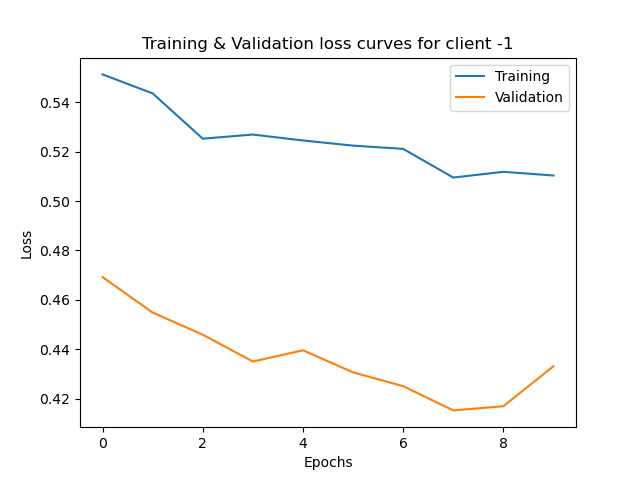 Training & Validation loss curves for client -1
Training
Validation
0.54
0.52
0.50
0.48
0.46
0.44
0.42
Loss
0 2 4 6 8
Epochs